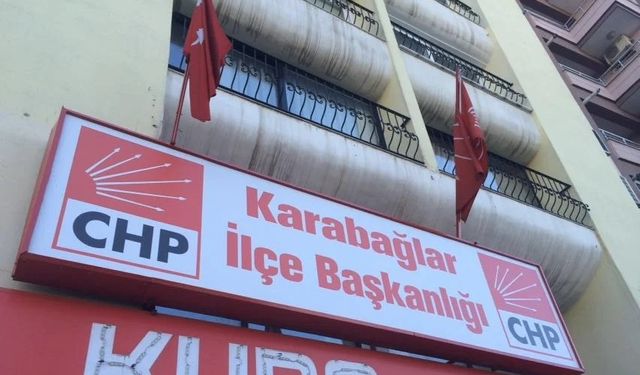 CHP
Karabağlar
İlçe Başkanlığı
CHP